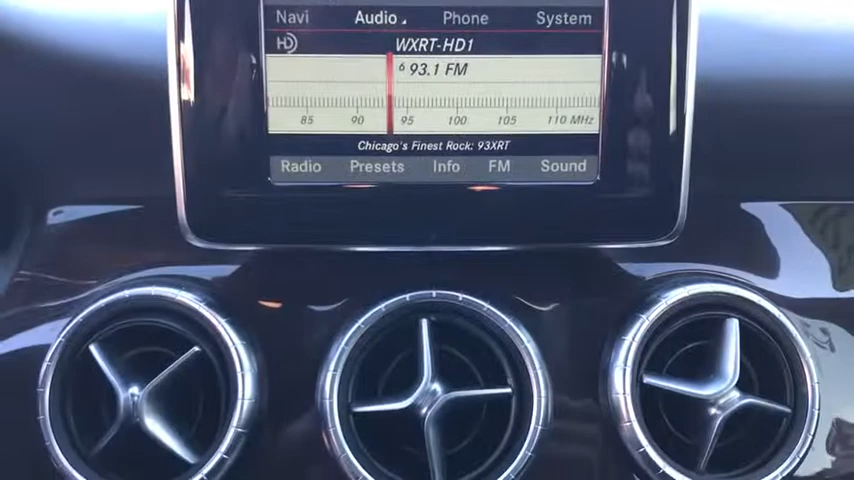 Navi Audio Phone System
WXRT-HD1
6 93.1 FM
85 90 95 100 105 110 MHz
Chicago's Finest Rock: 93XRT
Radio Presets Info FM Sound